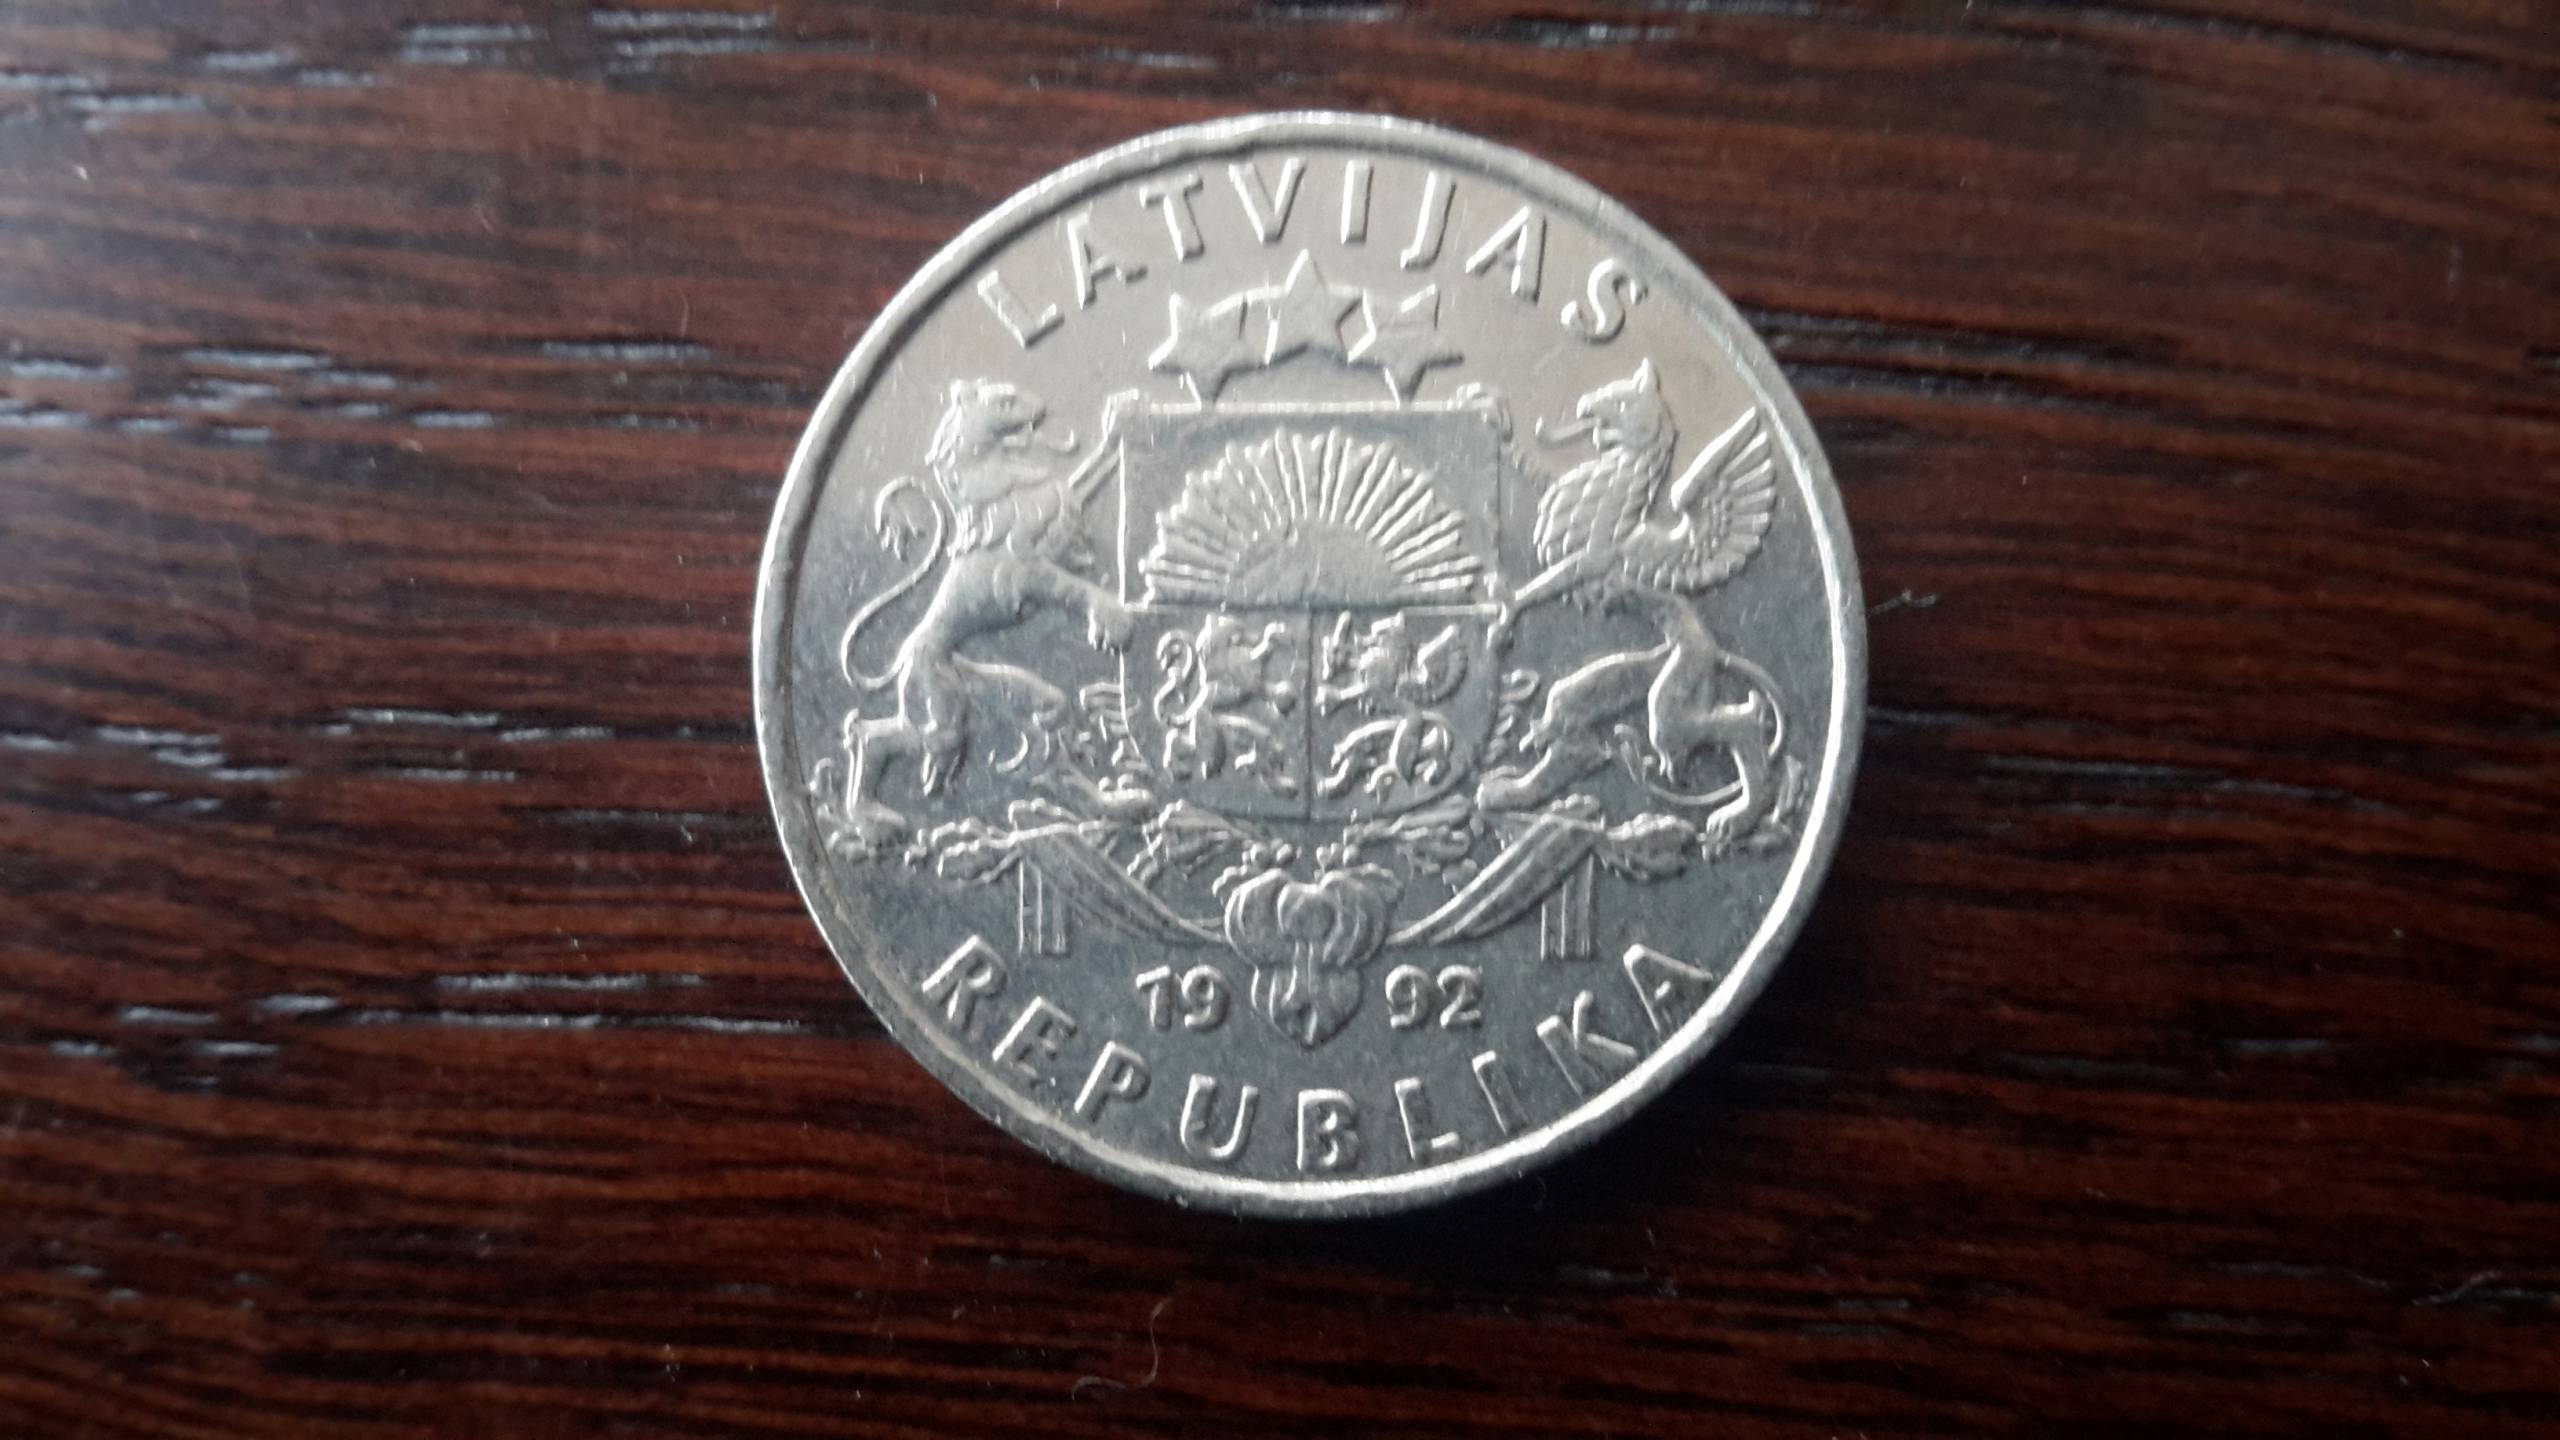 LATVIJAS
19 92
REPUBLIKA